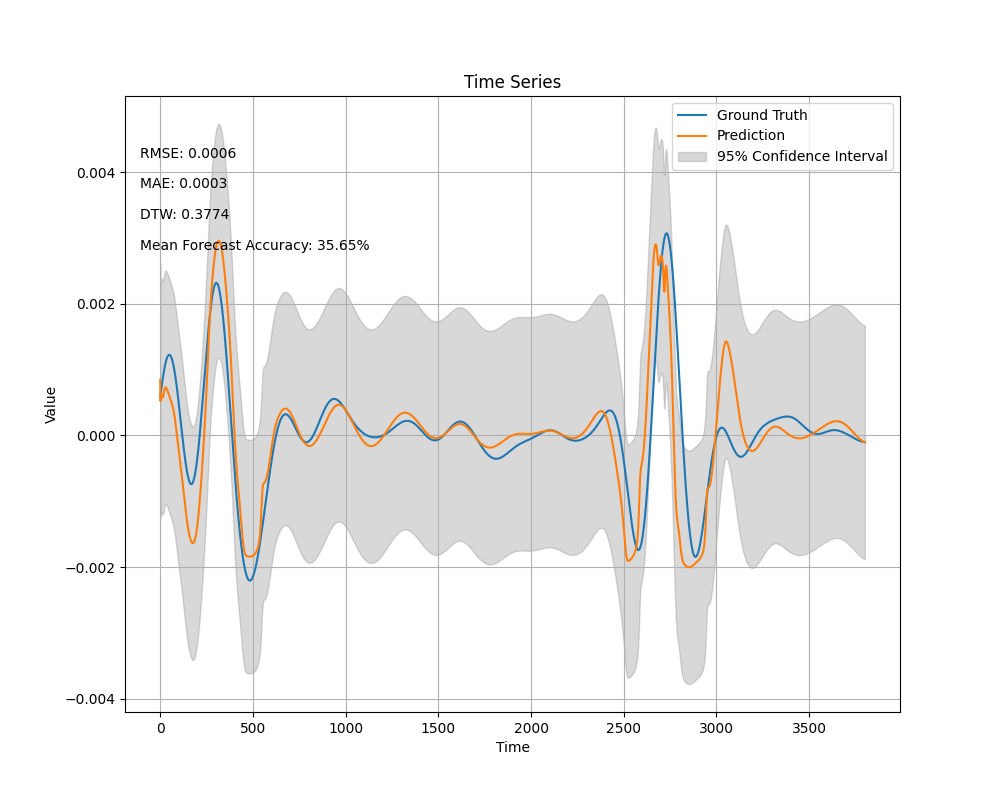 Time Series
Ground Truth
Prediction
95% Confidence Interval
RMSE: 0.0006
MAE: 0.0003
DTW: 0.3774
Mean Forecast Accuracy: 35.65%
0.004
0.002
0.000
−0.002
−0.004
Value
0 500 1000 1500 2000 2500 3000 3500
Time